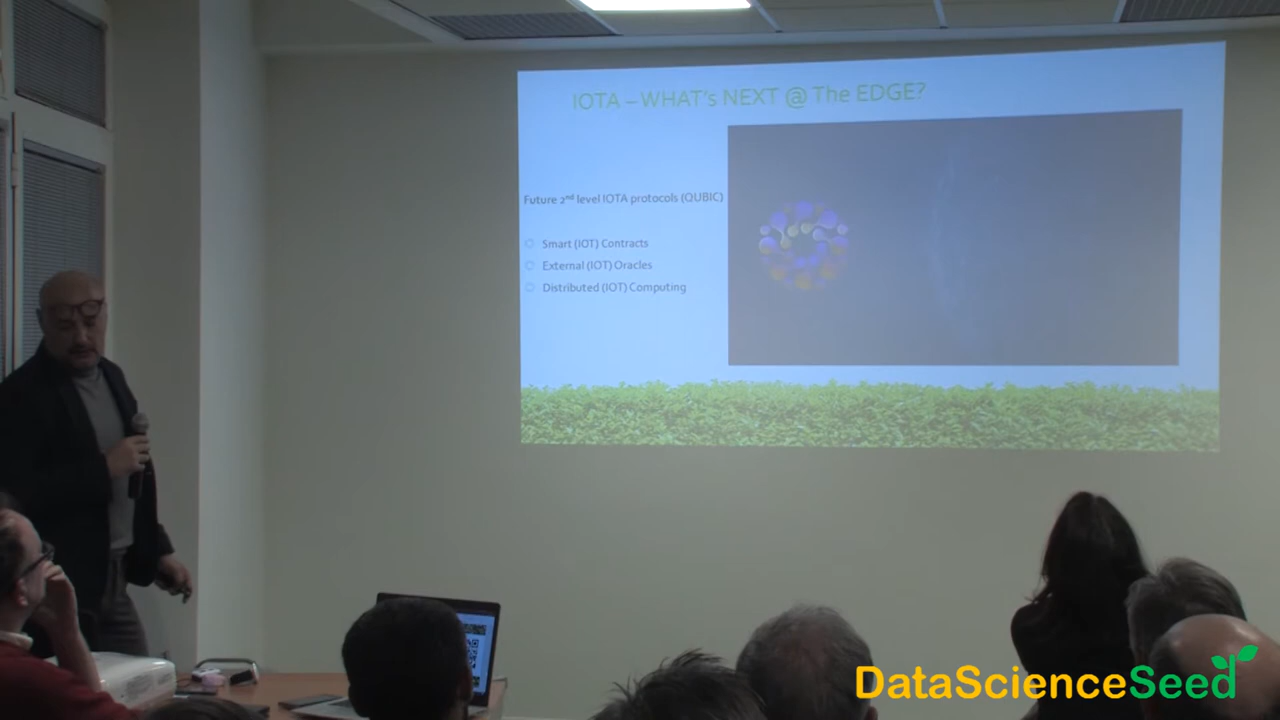 IOTA – WHAT's NEXT @ The EDGE?
Future 2nd level IOTA protocols (QUBIC)
Smart (IOT) Contracts
External (IOT) Oracles
Distributed (IOT) Computing
DataScienceSeed